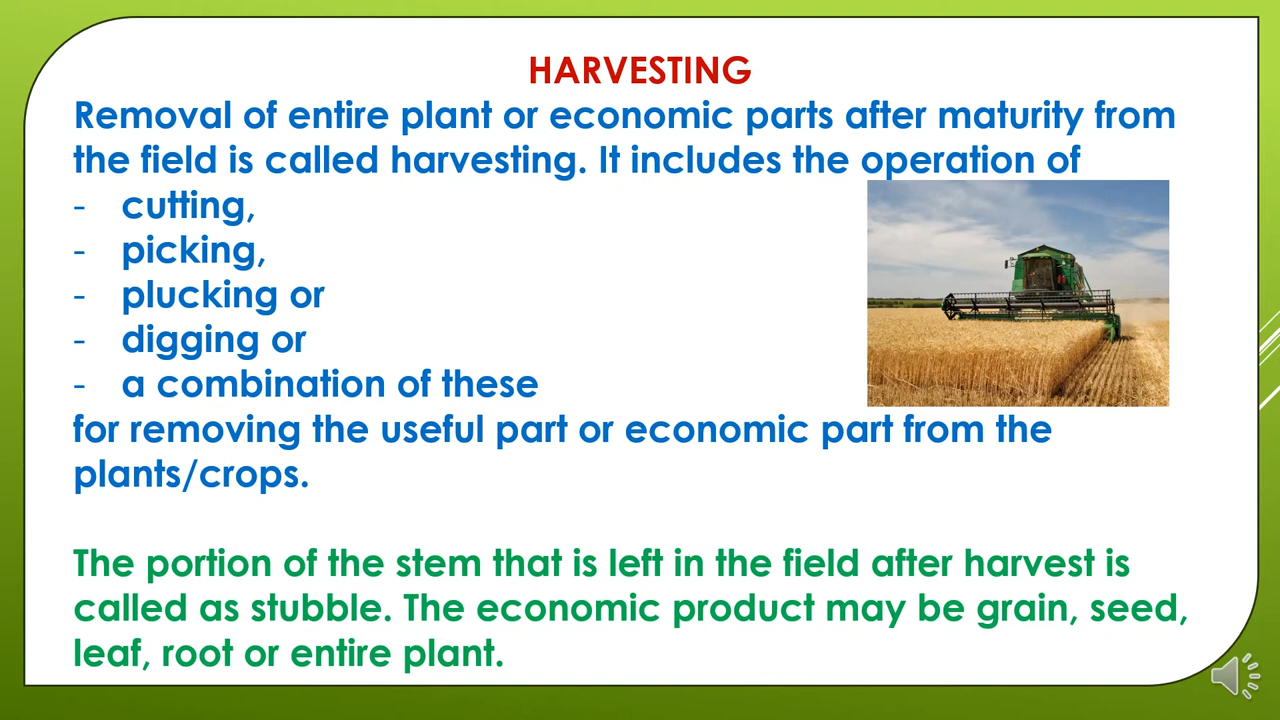 HARVESTING
Removal of entire plant or economic parts after maturity from
the field is called harvesting. It includes the operation of
- cutting,
- picking,
- plucking or
- digging or
- a combination of these
for removing the useful part or economic part from the
plants/crops.
The portion of the stem that is left in the field after harvest is
called as stubble. The economic product may be grain, seed,
leaf, root or entire plant.